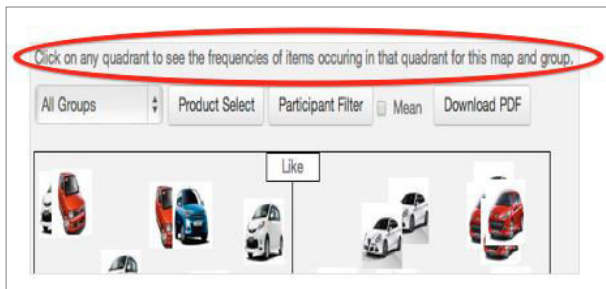 Click on any quadrant to see the frequencies of items occuring in that quadrant for this map and group.
All Groups Product Select Participant Filter Mean Download PDF
Like